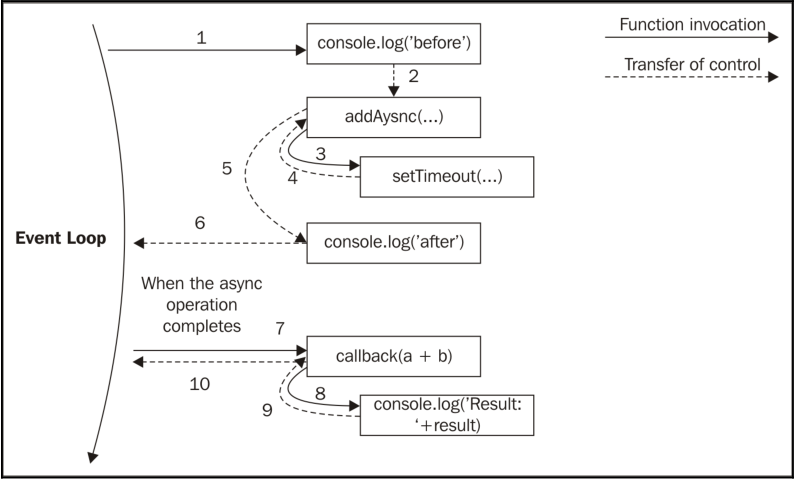 1
console.log('before')
Function invocation
Transfer of control
2
addAysnc(...)
3
4
setTimeout(...)
5
6
console.log('after')
Event Loop
When the async
operation
completes
7
callback(a + b)
10
8
9
console.log('Result:
'+result)